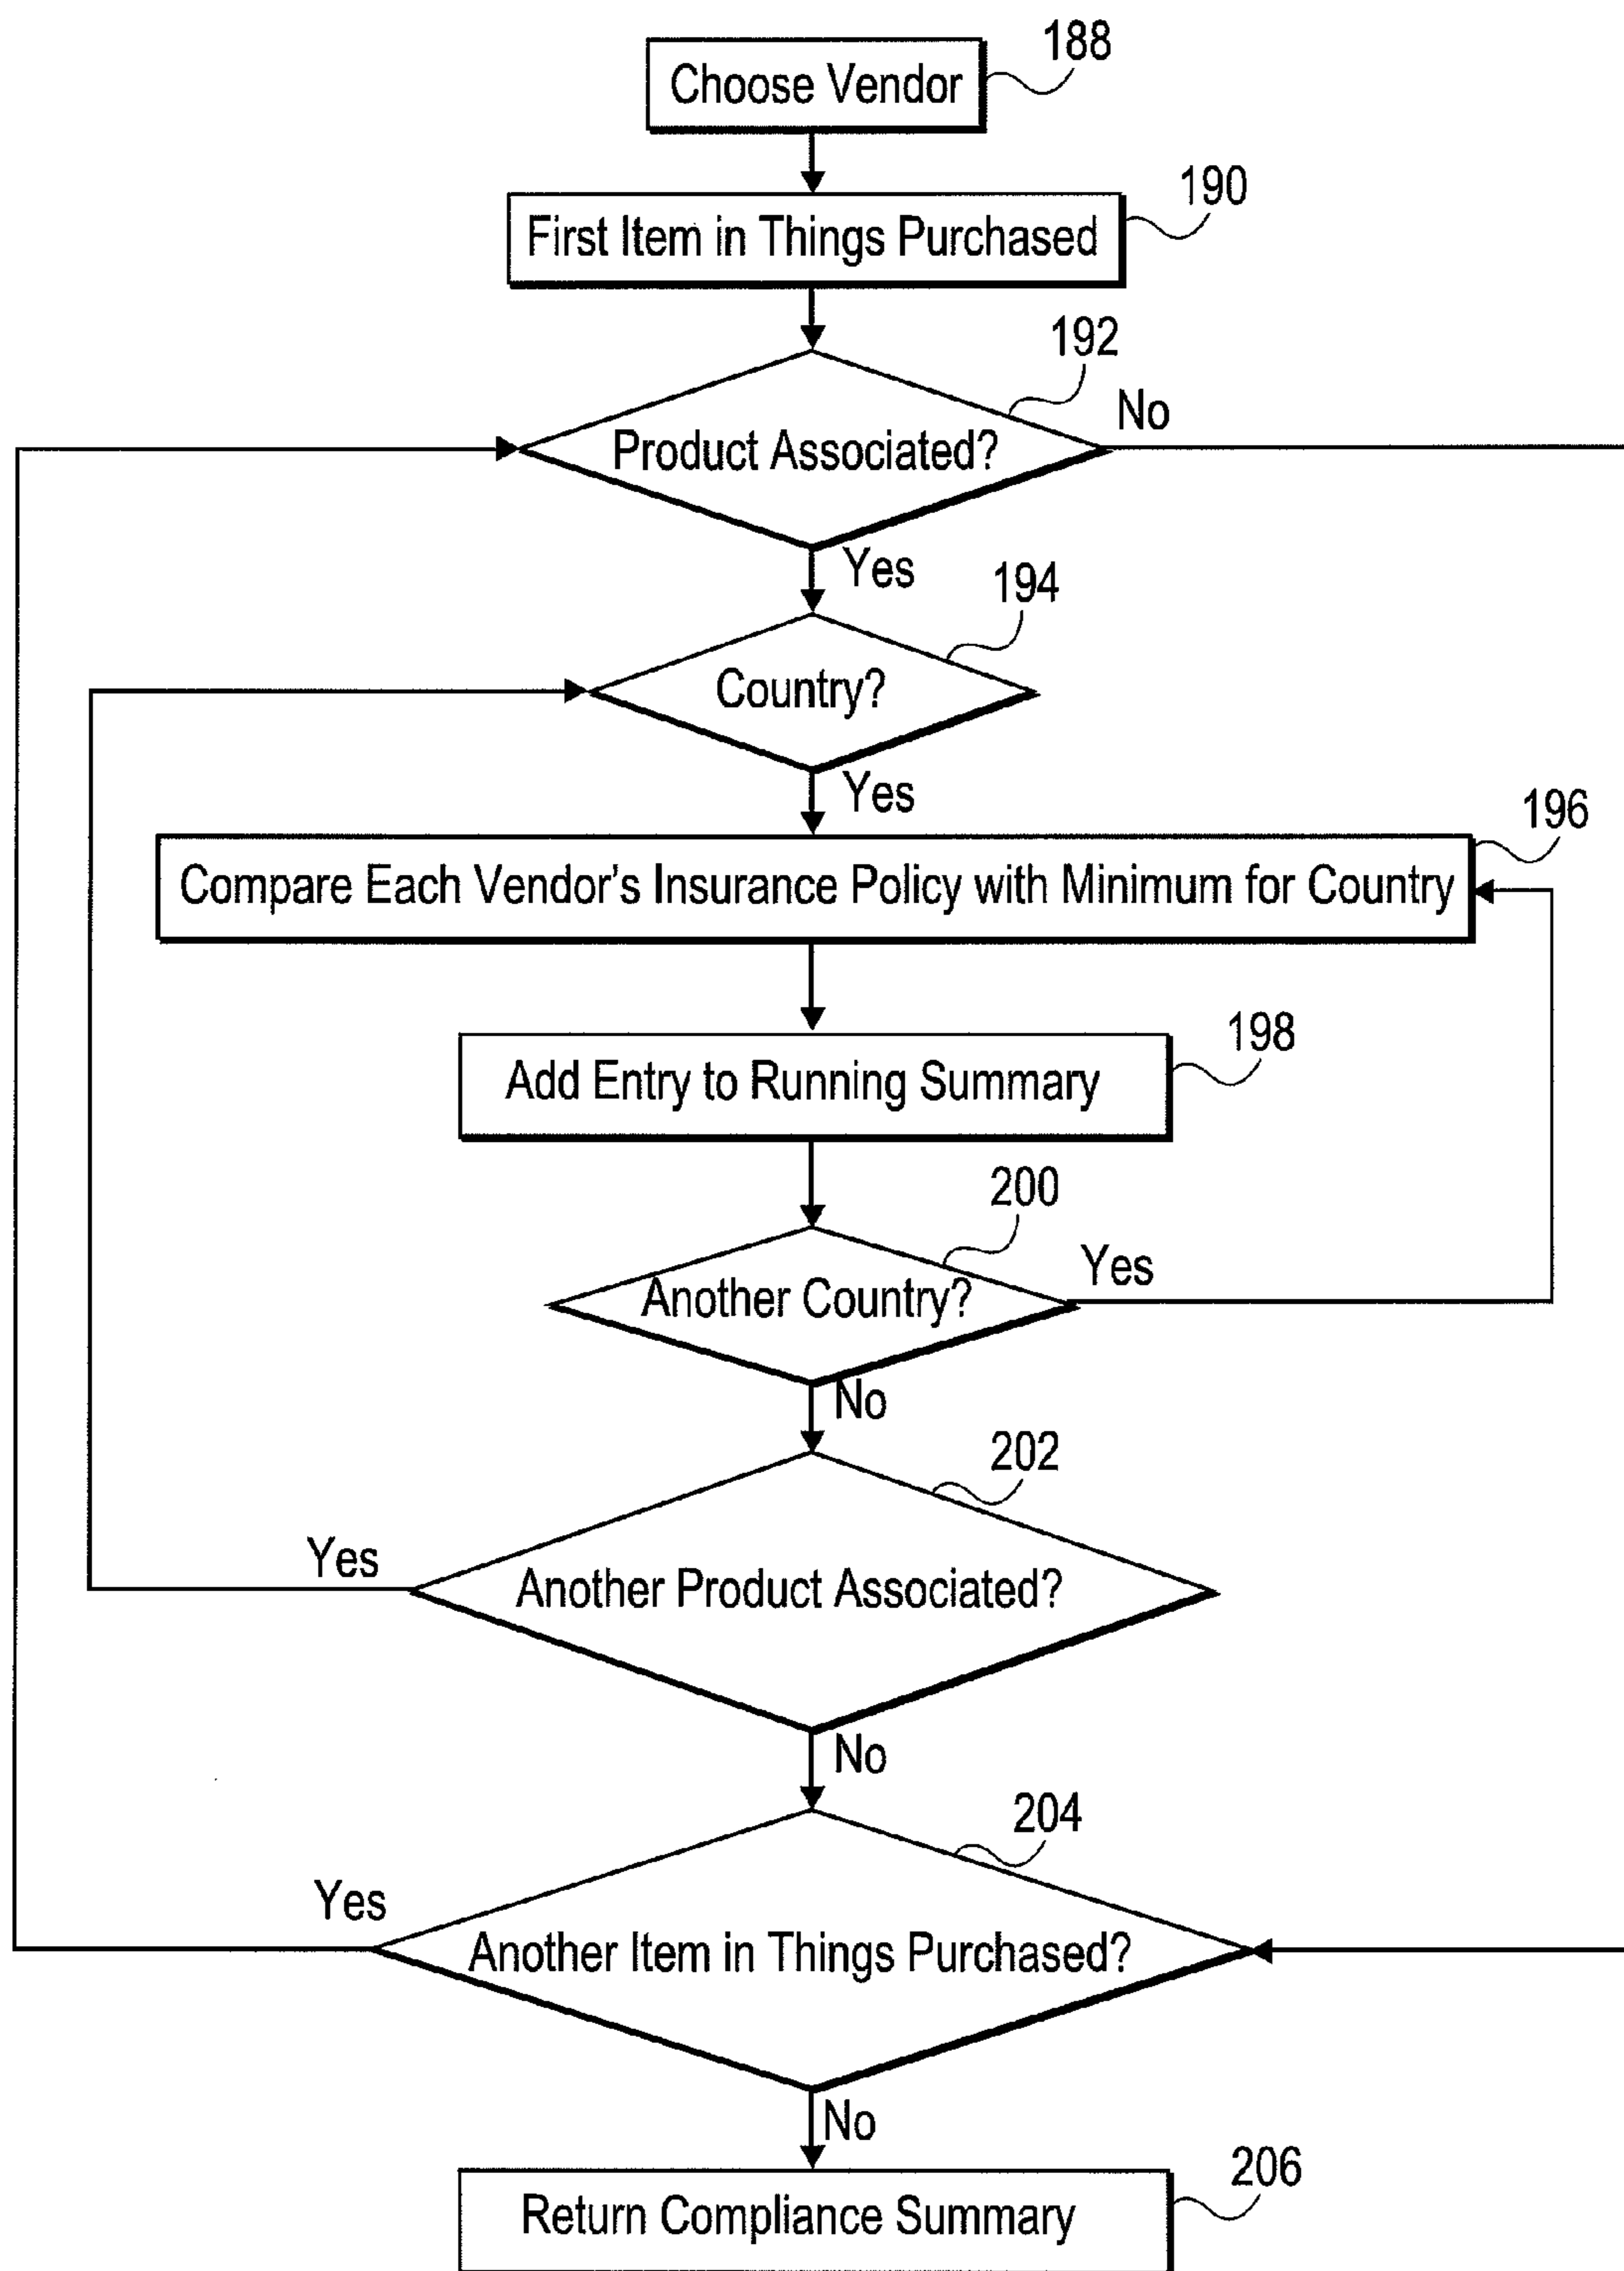 188
Choose Vendor
190
First Item in Things Purchased
192
No
Product Associated?
Yes
194
Country?
Yes
196
Compare Each Vendor's Insurance Policy with Minimum for Country
198
Add Entry to Running Summary
200
Yes
Another Country?
No
202
Yes
Another Product Associated?
No
204
Yes
Another Item in Things Purchased?
No
206
Return Compliance Summary